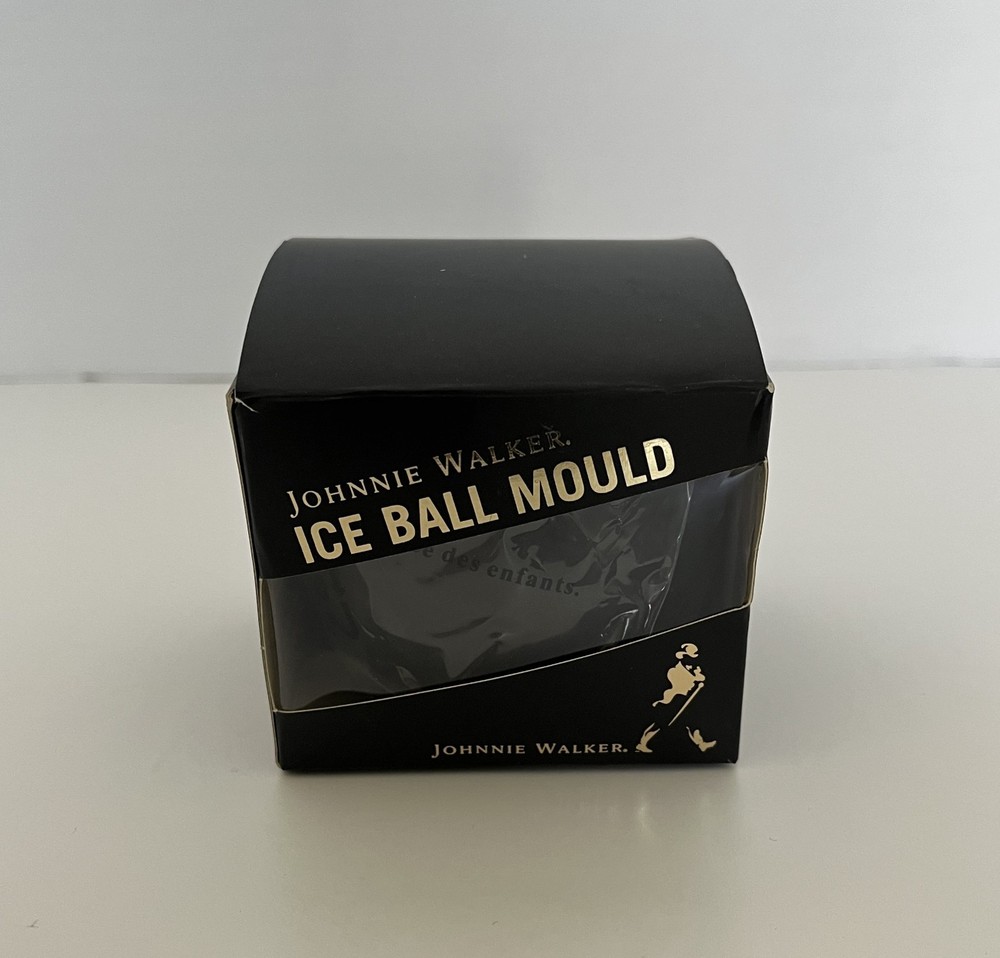 JOHNNIE WALKER.
ICE BALL MOULD
des enfants.
JOHNNIE WALKER.